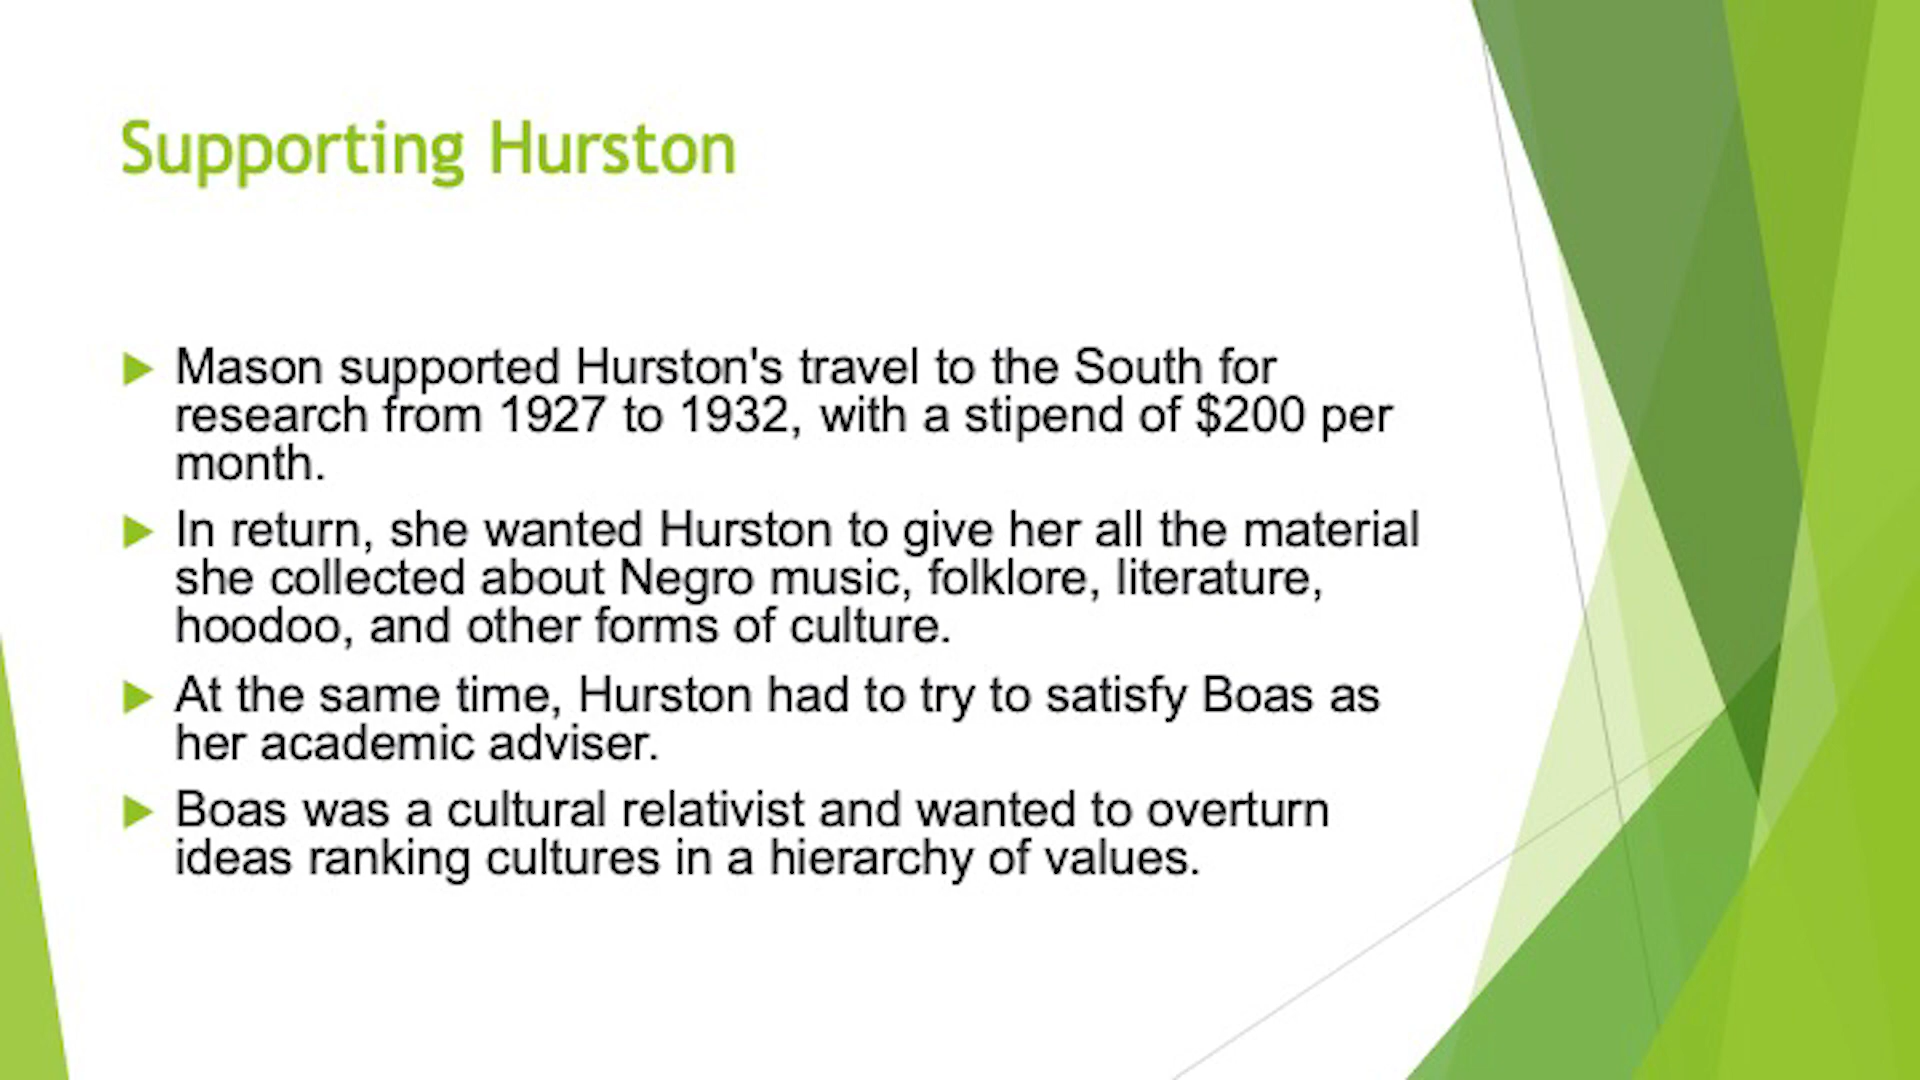 Supporting Hurston
Mason supported Hurston's travel to the South for
research from 1927 to 1932, with a stipend of $200 per
month.
In return, she wanted Hurston to give her all the material
she collected about Negro music, folklore, literature,
hoodoo, and other forms of culture.
At the same time, Hurston had to try to satisfy Boas as
her academic adviser.
Boas was a cultural relativist and wanted to overturn
ideas ranking cultures in a hierarchy of values.